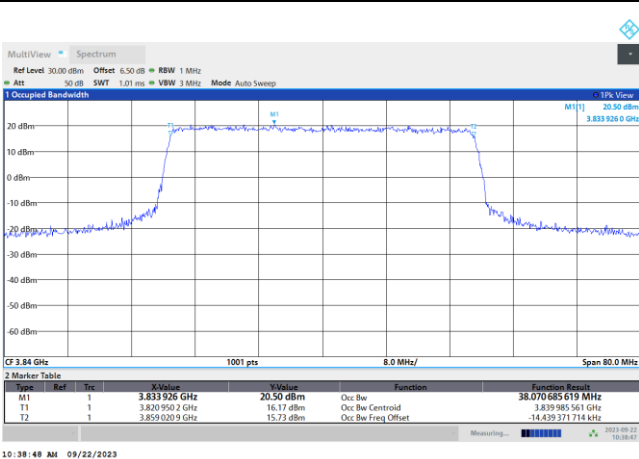 MultiView Spectrum
Ref Level 30.00 dBm Offset 6.50 dB RBW 1 MHz
Att 50 dB SWT 1.01 ms VBW 3 MHz Mode Auto Sweep
1 Occupied Bandwidth 1Pk View
M1[1] 20.50 dBm
3.833 926 0 GHz
M1
20 dBm
10 dBm
0 dBm
-10 dBm
-20 dBm
-30 dBm
-40 dBm
-50 dBm
-60 dBm
CF 3.84 GHz 1001 pts 8.0 MHz/ Span 80.0 MHz
2 Marker Table
Type Ref Trc X-Value Y-Value Function Function Result
M1 1 3.833 926 GHz 20.50 dBm Occ Bw 38.070 685 619 MHz
T1 1 3.820 950 2 GHz 16.17 dBm Occ Bw Centroid 3.839 985 561 GHz
T2 1 3.859 020 9 GHz 15.73 dBm Occ Bw Freq Offset -14.439 371 714 kHz
Measuring... 2023-09-22
10:38:47
10:38:48 AM 09/22/2023